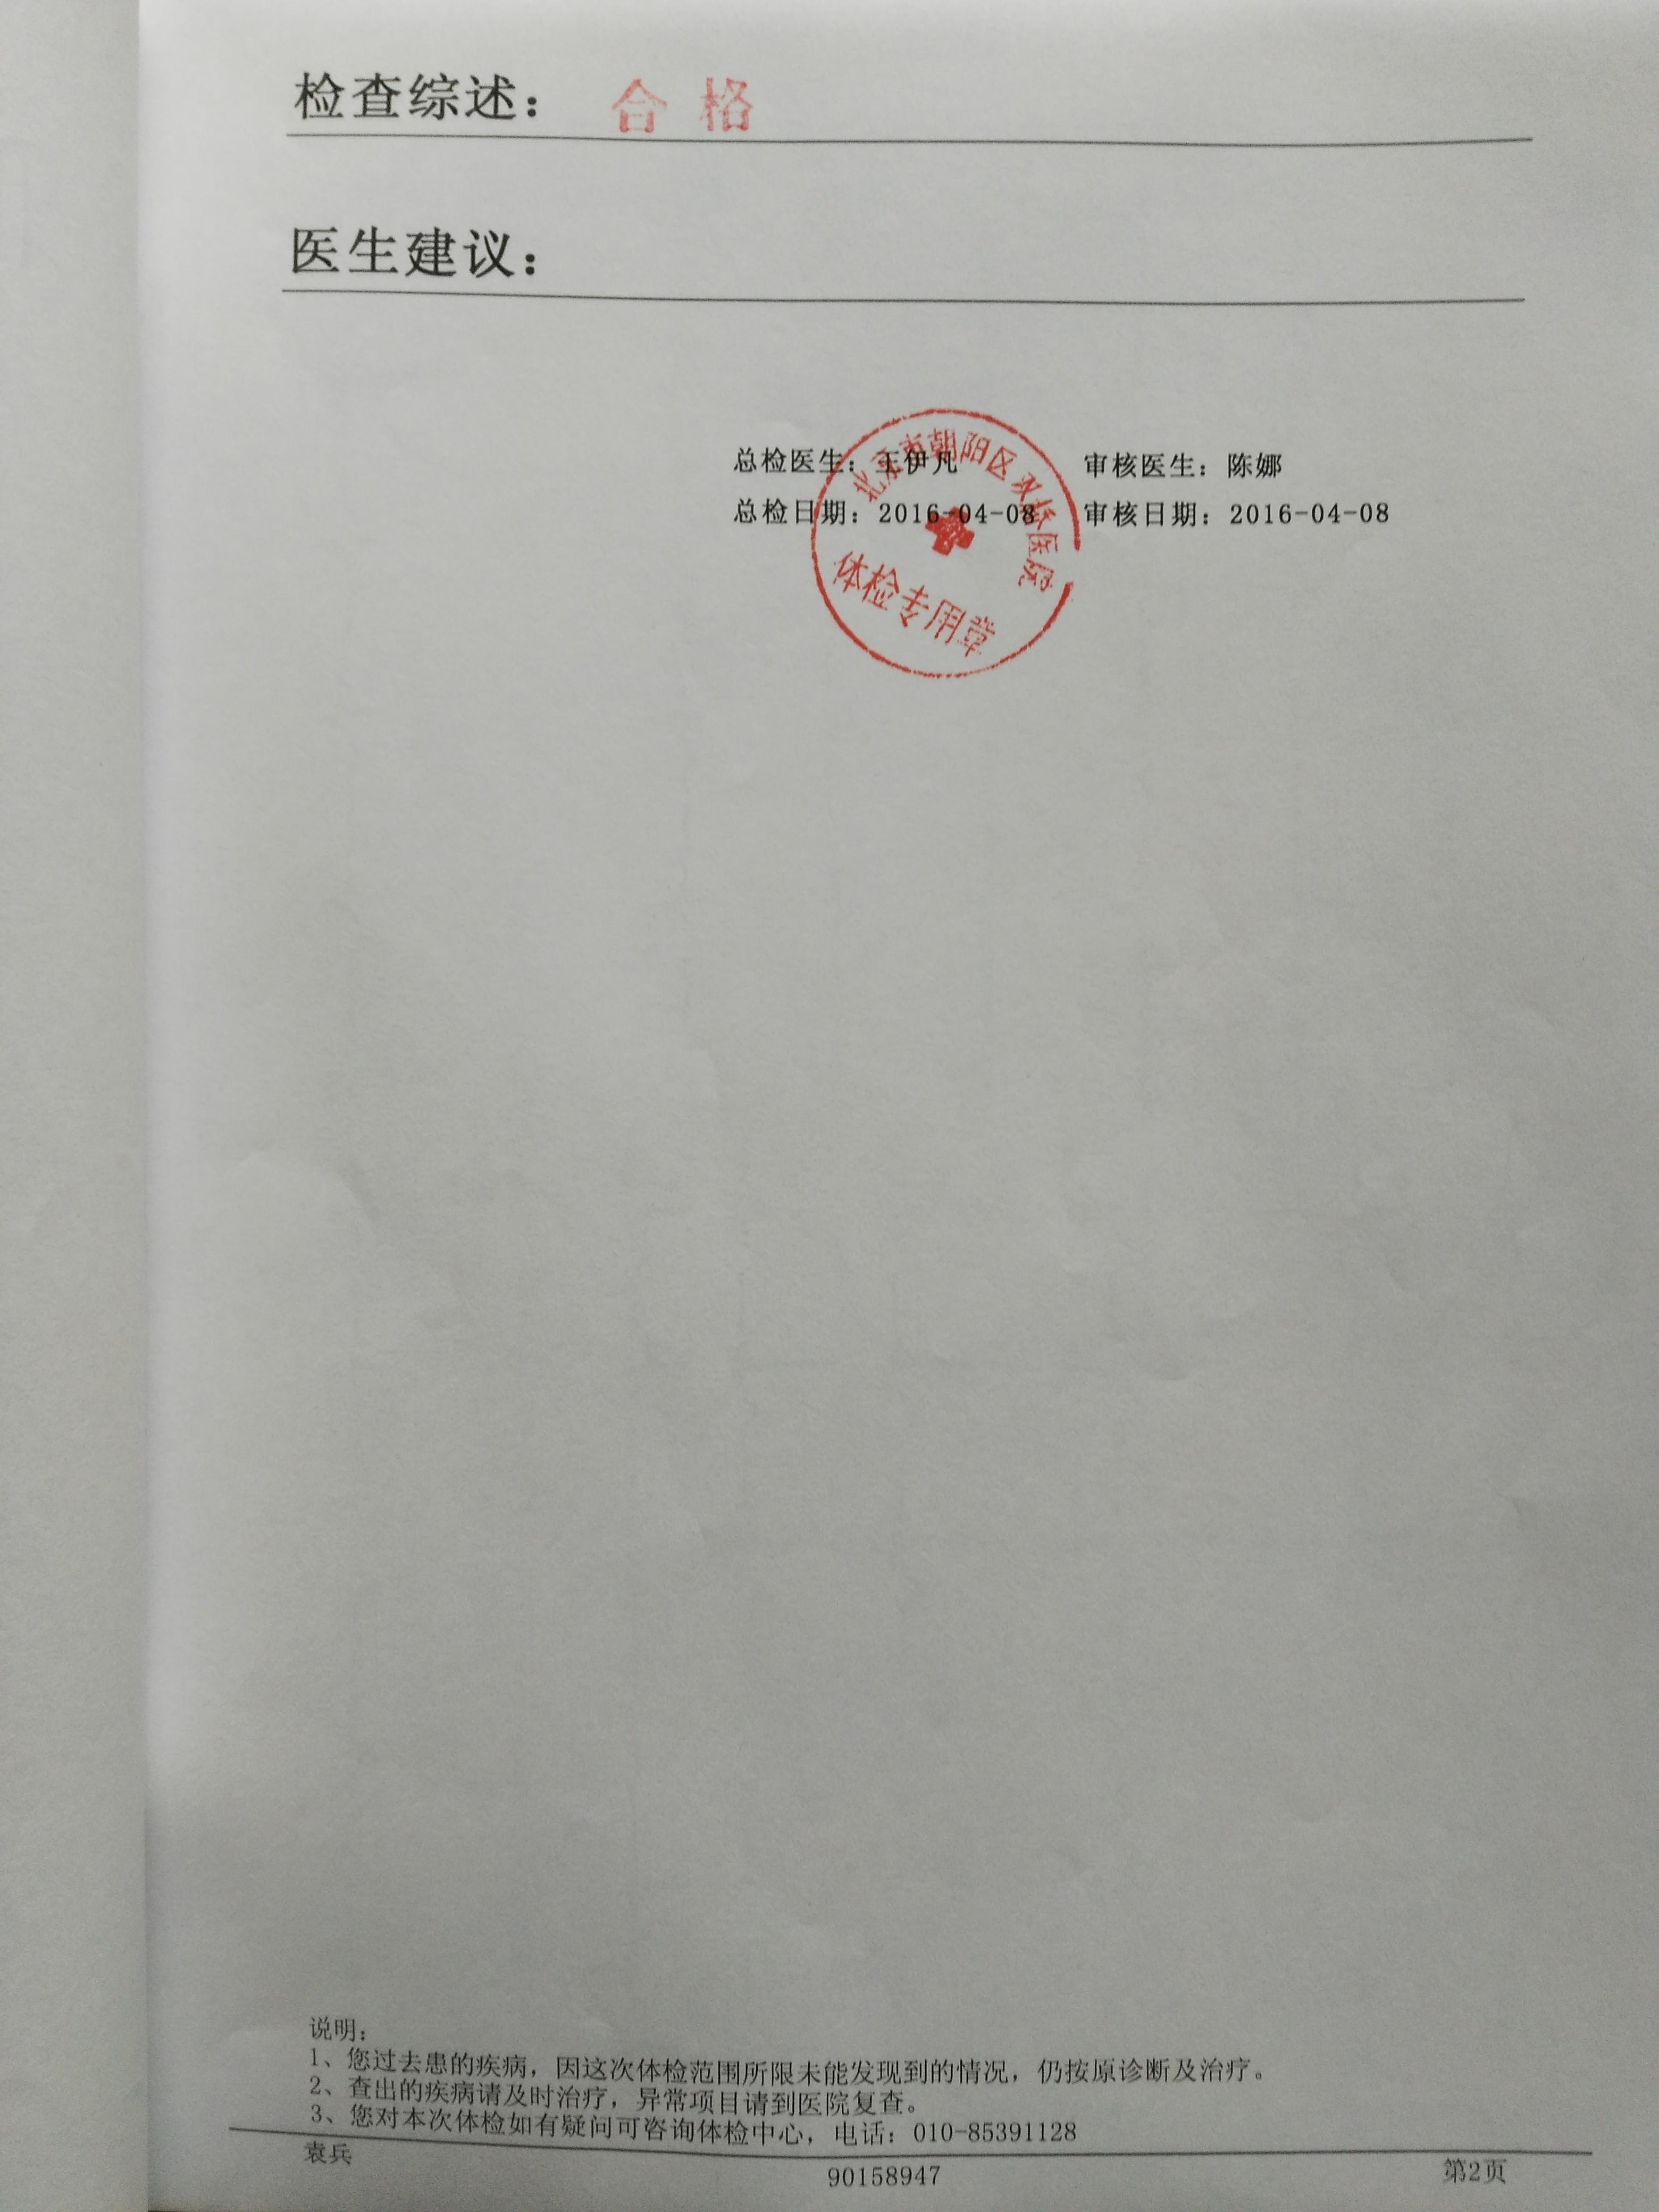 检查综述： 合 格
医生建议：
总检医生：王伊凡 审核医生：陈娜
总检日期：2016-04-08 审核日期：2016-04-08
北京市朝阳区双桥医院
体检专用章
说明：
1、您过去患的疾病，因这次体检范围所限未能发现到的情况，仍按原诊断及治疗。
2、查出的疾病请及时治疗，异常项目请到医院复查。
3、您对本次体检如有疑问可咨询体检中心，电话：010-85391128
袁兵 90158947 第2页